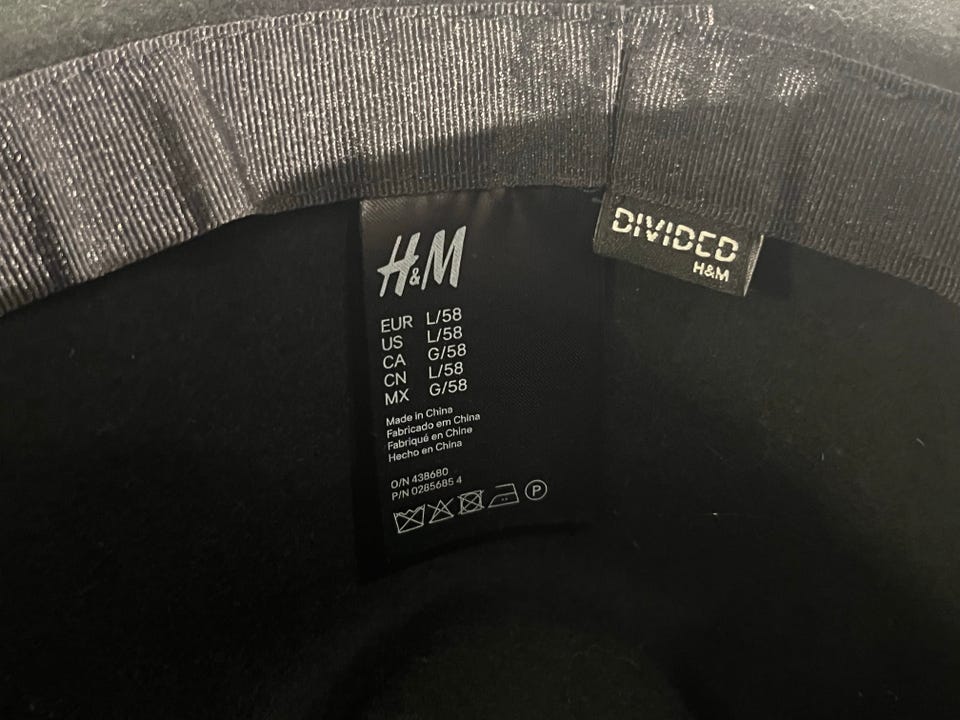 H&M
EUR L/58
US L/58
CA G/58
CN L/58
MX G/58
Made in China
Fabricado em China
Fabriqué en Chine
Hecho en China
O/N 438680
P/N 0285685 4
P
DIVIDED
H&M